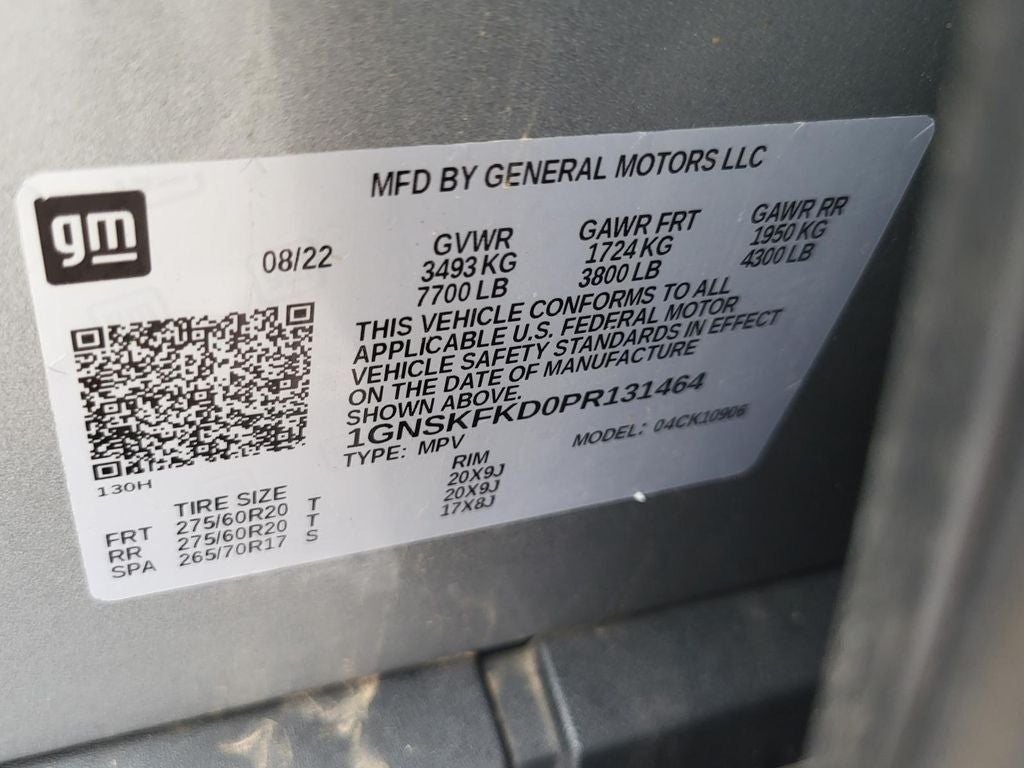 MFD BY GENERAL MOTORS LLC
gm
08/22
GVWR
3493 KG
7700 LB
GAWR FRT
1724 KG
3800 LB
GAWR RR
1950 KG
4300 LB
THIS VEHICLE CONFORMS TO ALL
APPLICABLE U.S. FEDERAL MOTOR
VEHICLE SAFETY STANDARDS IN EFFECT
ON THE DATE OF MANUFACTURE
SHOWN ABOVE.
1GNSKFKD0PR131464
TYPE: MPV MODEL: 04CK10906
130H
TIRE SIZE RIM
FRT 275/60R20 T 20X9J
RR 275/60R20 T 20X9J
SPA 265/70R17 S 17X8J